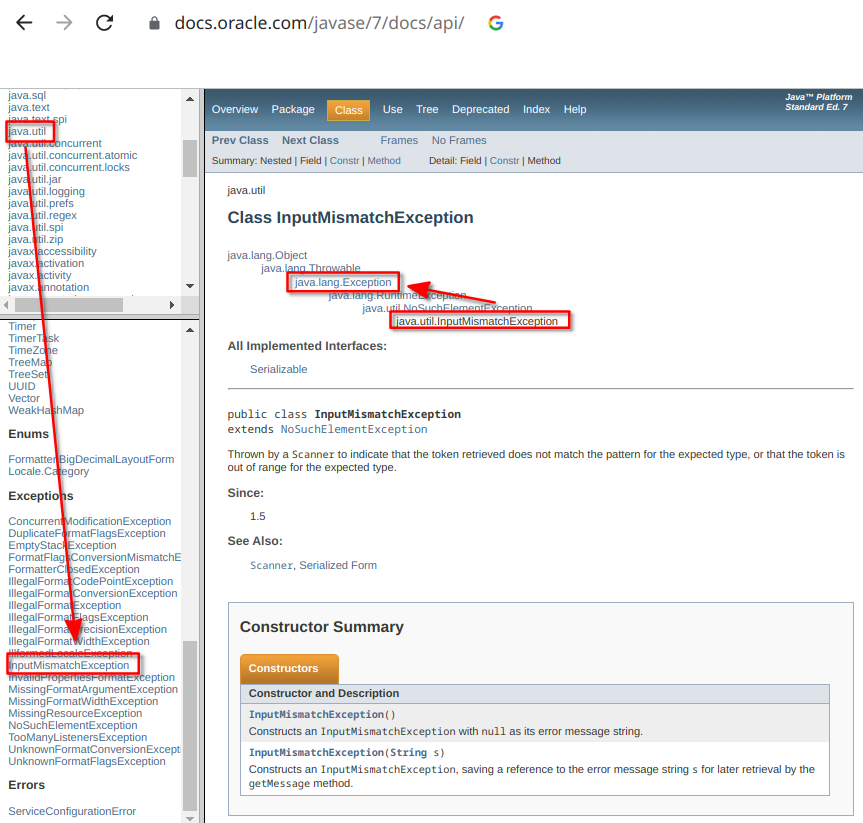 docs.oracle.com/javase/7/docs/api/
java.sql
java.text
java.text.spi
java.util
java.util.concurrent
java.util.concurrent.atomic
java.util.concurrent.locks
java.util.jar
java.util.logging
java.util.prefs
java.util.regex
java.util.spi
java.util.zip
javax.accessibility
javax.activation
javax.activity
javax.annotation
Timer
TimerTask
TimeZone
TreeMap
TreeSet
UUID
Vector
WeakHashMap
Enums
Formatter.BigDecimalLayoutForm
Locale.Category
Exceptions
ConcurrentModificationException
DuplicateFormatFlagsException
EmptyStackException
FormatFlagsConversionMismatchE
FormatterClosedException
IllegalFormatCodePointException
IllegalFormatConversionException
IllegalFormatException
IllegalFormatFlagsException
IllegalFormatPrecisionException
IllegalFormatWidthException
IllformedLocaleException
InputMismatchException
InvalidPropertiesFormatException
MissingFormatArgumentException
MissingFormatWidthException
MissingResourceException
NoSuchElementException
TooManyListenersException
UnknownFormatConversionExcepti
UnknownFormatFlagsException
Errors
ServiceConfigurationError
Overview Package Class Use Tree Deprecated Index Help
Java™ Platform
Standard Ed. 7
Prev Class Next Class Frames No Frames
Summary: Nested | Field | Constr | Method Detail: Field | Constr | Method
java.util
Class InputMismatchException
java.lang.Object
java.lang.Throwable
java.lang.Exception
java.lang.RuntimeException
java.util.NoSuchElementException
java.util.InputMismatchException
All Implemented Interfaces:
Serializable
public class InputMismatchException
extends NoSuchElementException
Thrown by a Scanner to indicate that the token retrieved does not match the pattern for the expected type, or that the token is
out of range for the expected type.
Since:
1.5
See Also:
Scanner, Serialized Form
Constructor Summary
Constructors
Constructor and Description
InputMismatchException()
Constructs an InputMismatchException with null as its error message string.
InputMismatchException(String s)
Constructs an InputMismatchException, saving a reference to the error message string s for later retrieval by the
getMessage method.